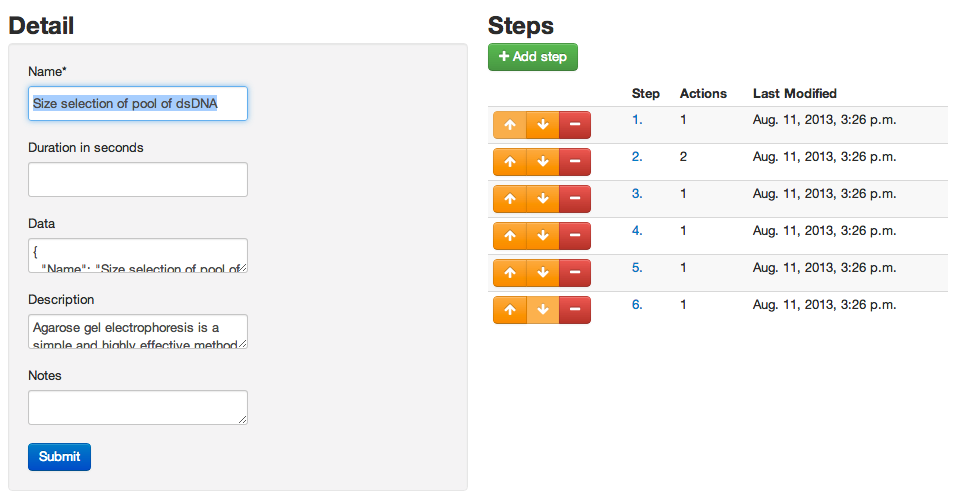 Detail
Name*
Size selection of pool of dsDNA
Duration in seconds
Data
{
"Name": "Size selection of pool of
Description
Agarose gel electrophoresis is a
simple and highly effective method
Notes
Submit
Steps
+ Add step
Step Actions Last Modified
1. 1 Aug. 11, 2013, 3:26 p.m.
2. 2 Aug. 11, 2013, 3:26 p.m.
3. 1 Aug. 11, 2013, 3:26 p.m.
4. 1 Aug. 11, 2013, 3:26 p.m.
5. 1 Aug. 11, 2013, 3:26 p.m.
6. 1 Aug. 11, 2013, 3:26 p.m.